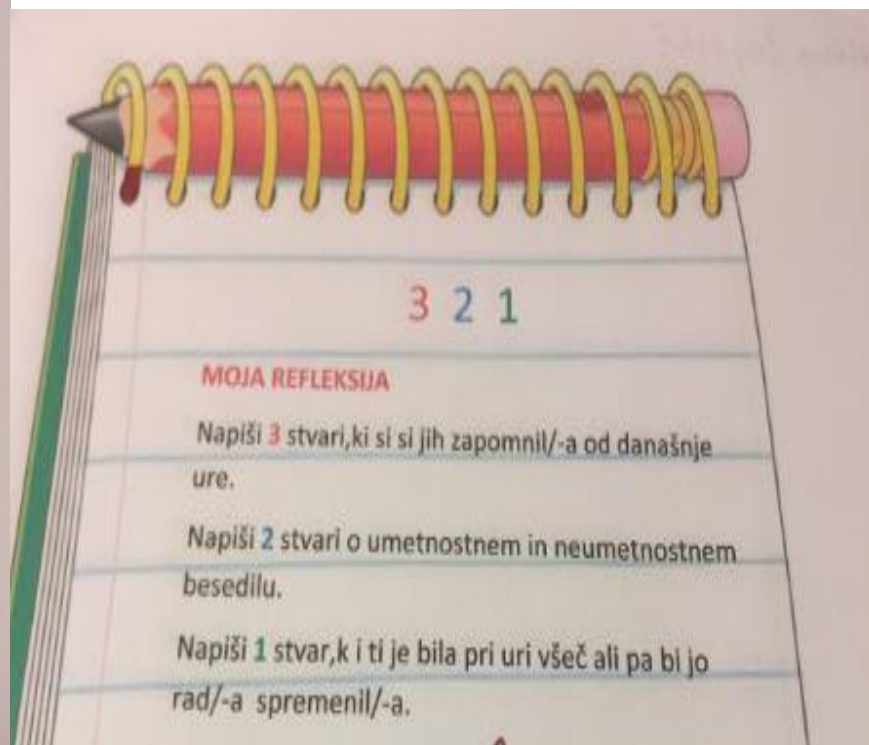 3 2 1
MOJA REFLEKSIJA
Napiši 3 stvari,ki si si jih zapomnil/-a od današnje
ure.
Napiši 2 stvari o umetnostnem in neumetnostnem
besedilu.
Napiši 1 stvar,k i ti je bila pri uri všeč ali pa bi jo
rad/-a spremenil/-a.